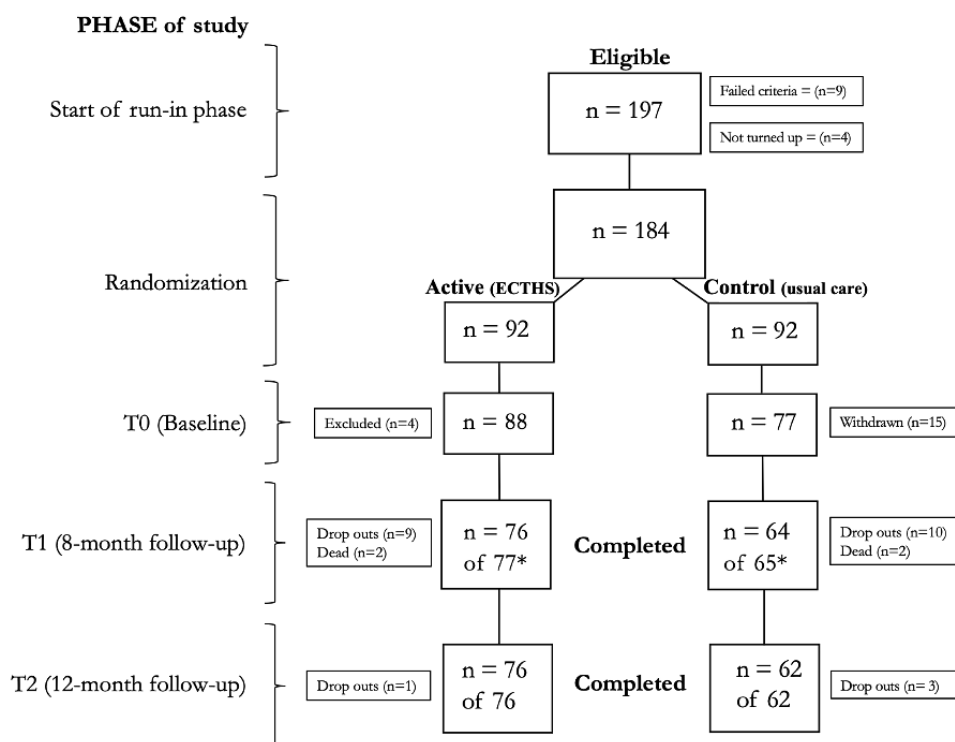 PHASE of study
Eligible
Start of run-in phase
n = 197
Failed criteria = (n=9)
Not turned up = (n=4)
Randomization
n = 184
Active (ECTHS)
Control (usual care)
n = 92
n = 92
T0 (Baseline)
Excluded (n=4)
n = 88
n = 77
Withdrawn (n=15)
T1 (8-month follow-up)
Drop outs (n=9)
Dead (n=2)
n = 76
of 77*
Completed
n = 64
of 65*
Drop outs (n=10)
Dead (n=2)
T2 (12-month follow-up)
Drop outs (n=1)
n = 76
of 76
Completed
n = 62
of 62
Drop outs (n= 3)